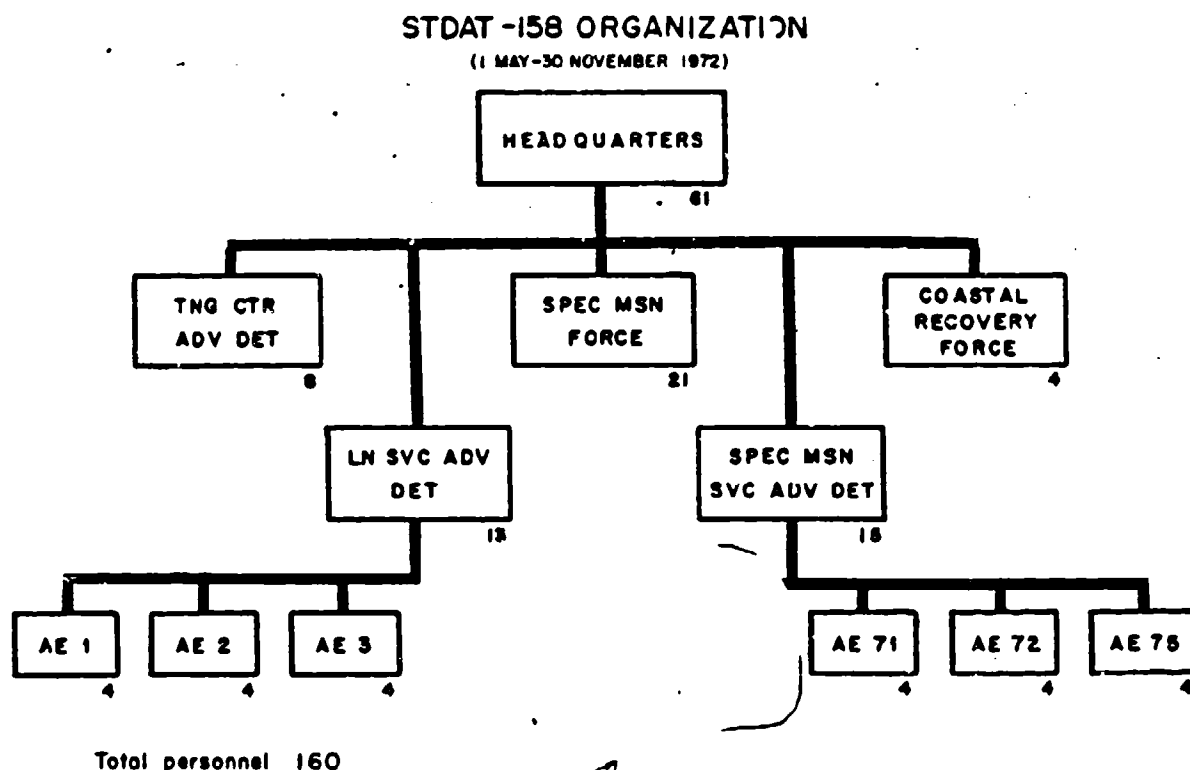 STDAT-158 ORGANIZATION
(1 MAY-30 NOVEMBER 1972)
HEADQUARTERS
61
TNG CTR
ADV DET
8
SPEC MSN
FORCE
21
COASTAL
RECOVERY
FORCE
4
LN SVC ADV
DET
13
SPEC MSN
SVC ADV DET
15
AE 1
4
AE 2
4
AE 3
4
AE 71
4
AE 72
4
AE 75
4
Total personnel 160